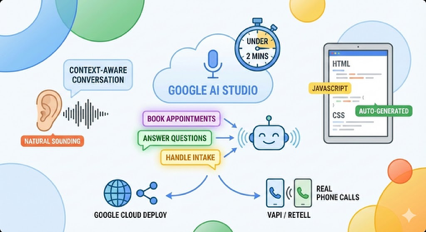 UNDER
2 MINS
CONTEXT-AWARE
CONVERSATION
GOOGLE AI STUDIO
HTML
JAVASCRIPT
AUTO-GENERATED
CSS
NATURAL SOUNDING
BOOK APPOINTMENTS
ANSWER QUESTIONS
HANDLE INTAKE
GOOGLE CLOUD DEPLOY
VAPI / RETELL
REAL
PHONE CALLS